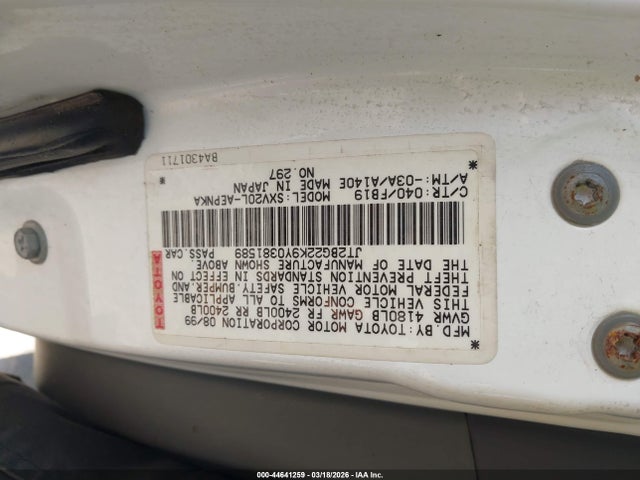 MFD. BY: TOYOTA MOTOR CORPORATION 08/99
GVWR 4180LB GAWR FR 2400LB RR 2400LB
THIS VEHICLE CONFORMS TO ALL APPLICABLE
FEDERAL MOTOR VEHICLE SAFETY, BUMPER, AND
THEFT PREVENTION STANDARDS IN EFFECT ON
THE DATE OF MANUFACTURE SHOWN ABOVE.
JT2BG22K9Y0381589 PASS. CAR
TOYOTA
C/TR: 040/FB19 MODEL: SXV20L-AEPNKA
A/TM: -03A/A140E MADE IN JAPAN
NO. 297
BA4301711
000-44641259 - 03/18/2026 - IAA Inc.